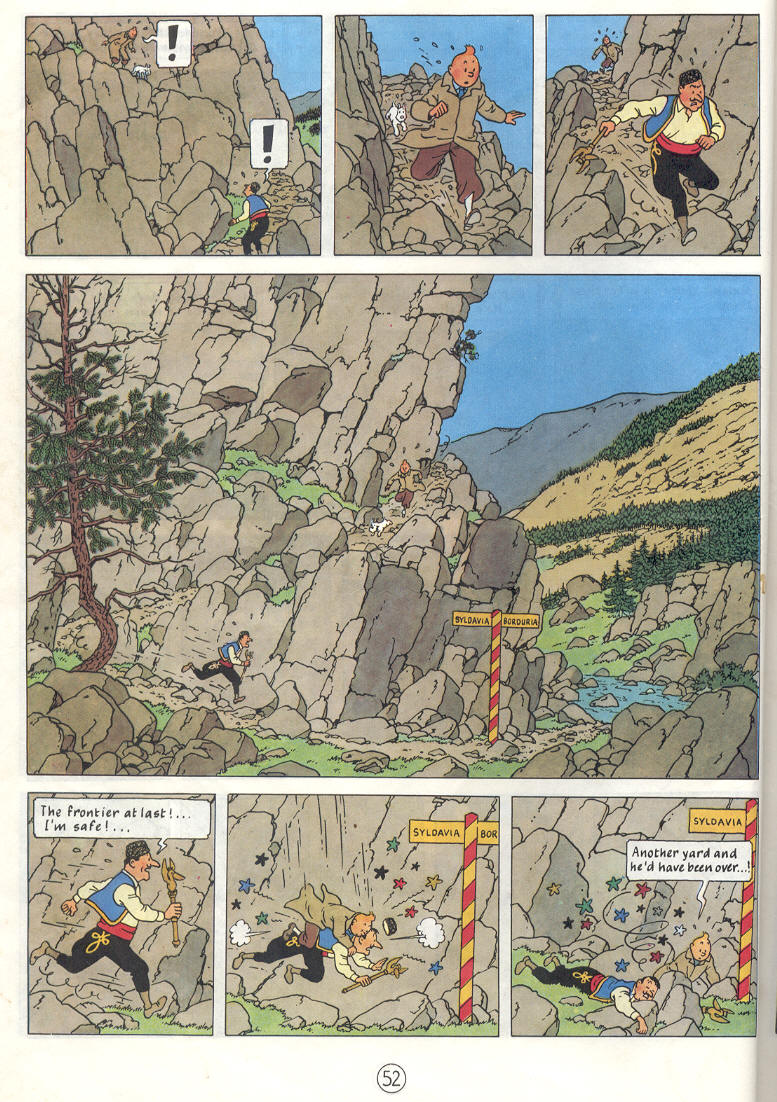 !
!
SYLDAVIA BORDURIA
The frontier at last!...
I'm safe!...
SYLDAVIA BOR
SYLDAVIA
Another yard and
he'd have been over...!
52